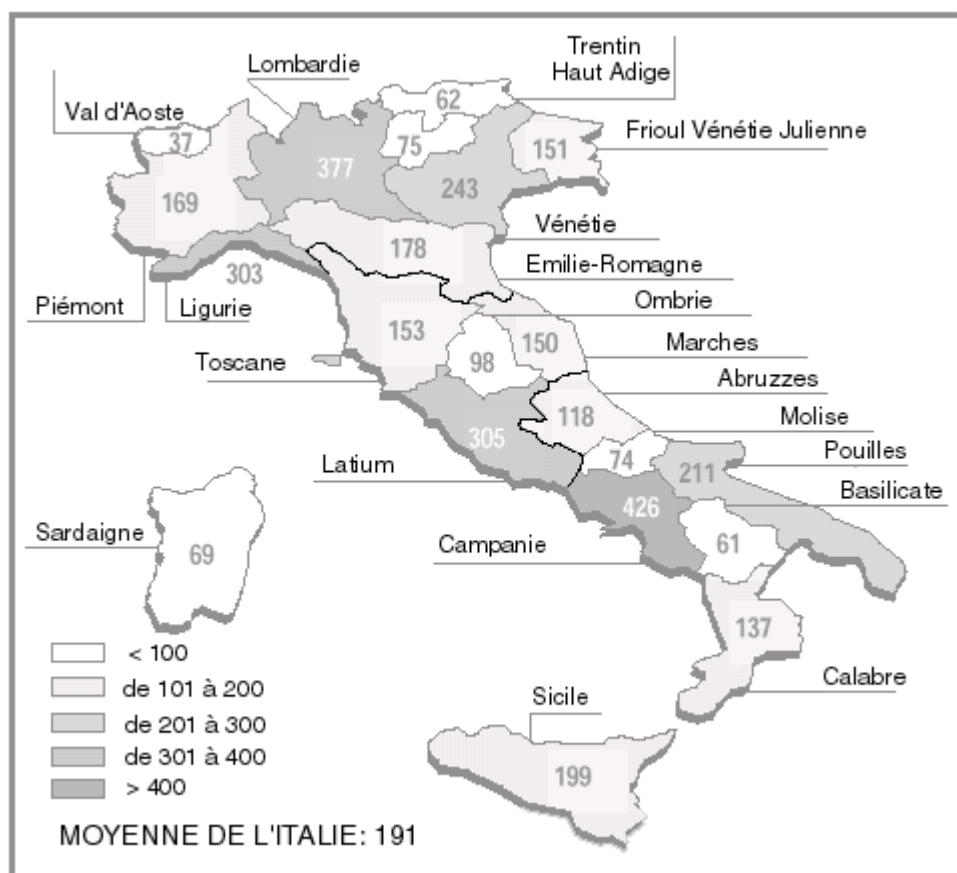 Trentin
Haut Adige
Lombardie
Val d'Aoste
62
37
75
151
Frioul Vénétie Julienne
377
243
169
Vénétie
178
Emilie-Romagne
303
Ombrie
Piémont
Ligurie
153
150
Marches
98
Toscane
Abruzzes
118
Molise
305
74
Pouilles
Latium
211
Basilicate
426
Sardaigne
69
Campanie
61
137
< 100
de 101 à 200
Calabre
Sicile
de 201 à 300
de 301 à 400
199
> 400
MOYENNE DE L'ITALIE: 191